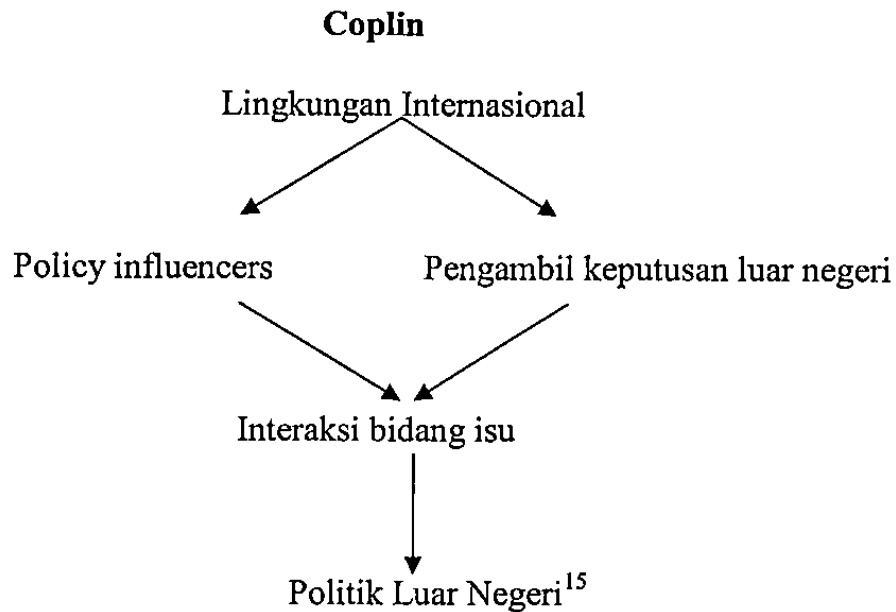 Coplin
Lingkungan Internasional
Policy influencers
Pengambil keputusan luar negeri
Interaksi bidang isu
Politik Luar Negeri¹⁵